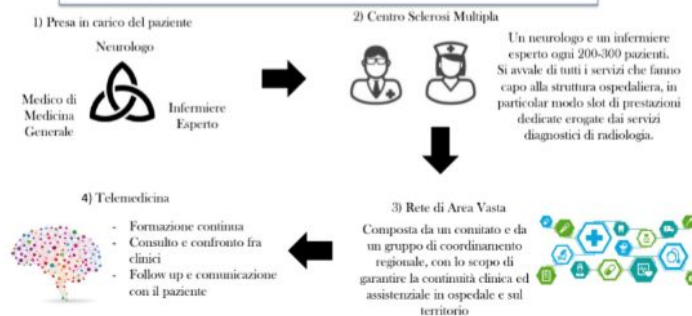 1) Presa in carico del paziente
Neurologo
Medico di
Medicina
Generale
Infermiere
Esperto
2) Centro Sclerosi Multipla
Un neurologo e un infermiere
esperto ogni 200-300 pazienti.
Si avvale di tutti i servizi che fanno
capo alla struttura ospedaliera, in
particolar modo slot di prestazioni
dedicate erogate dai servizi
diagnostici di radiologia.
3) Rete di Area Vasta
Composta da un comitato e da
un gruppo di coordinamento
regionale, con lo scopo di
garantire la continuità clinica ed
assistenziale in ospedale e sul
territorio
4) Telemedicina
- Formazione continua
- Consulto e confronto fra
clinici
- Follow up e comunicazione
con il paziente